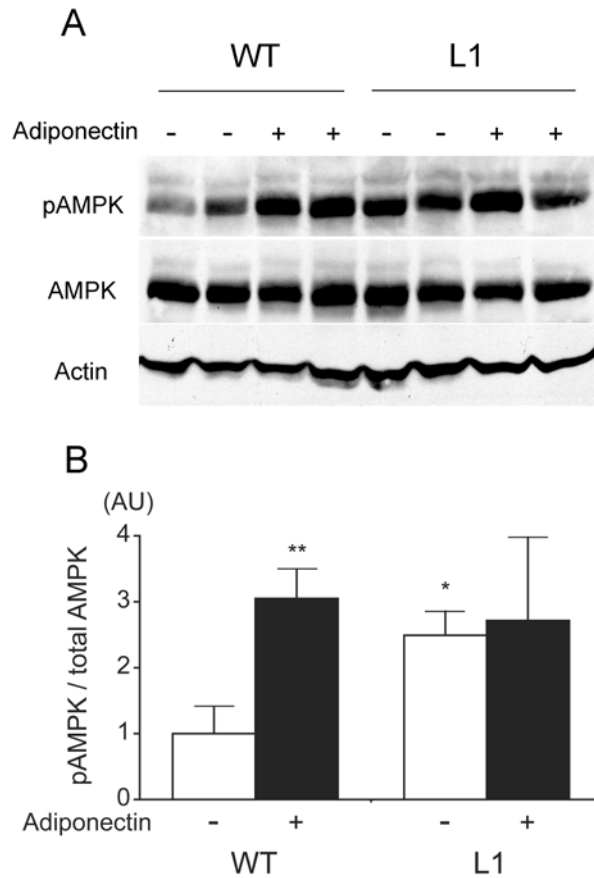 A
WT L1
Adiponectin - - + + - - + +
pAMPK
AMPK
Actin
B
(AU)
pAMPK / total AMPK
4
3
2
1
0
** *
Adiponectin - + - +
WT L1